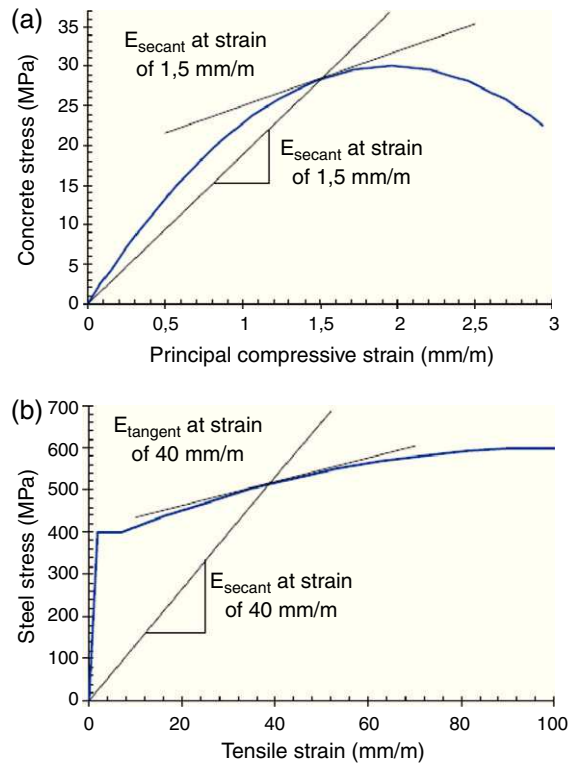 (a)
35
30
25
20
15
10
5
0
Concrete stress (MPa)
E_secant at strain
of 1,5 mm/m
E_secant at strain
of 1,5 mm/m
0
0,5
1
1,5
2
2,5
3
Principal compressive strain (mm/m)
(b)
700
600
500
400
300
200
100
0
Steel stress (MPa)
E_tangent at strain
of 40 mm/m
E_secant at strain
of 40 mm/m
0
20
40
60
80
100
Tensile strain (mm/m)